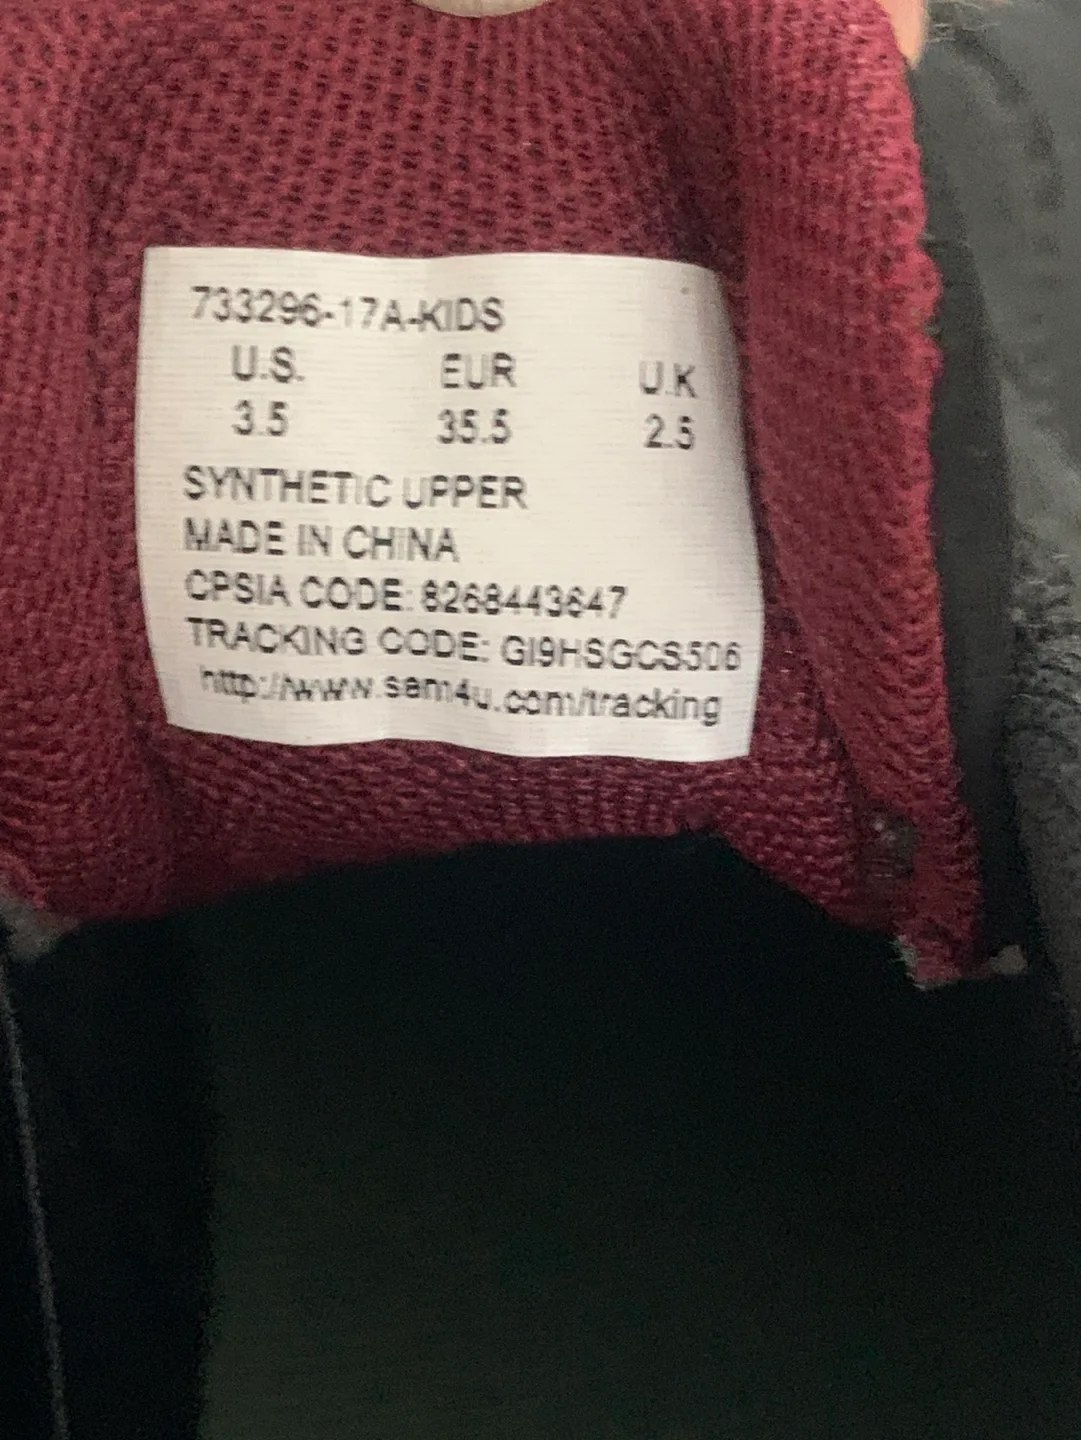 733296-17A-KIDS
U.S. EUR U.K
3.5 35.5 2.5
SYNTHETIC UPPER
MADE IN CHINA
CPSIA CODE: 8268443647
TRACKING CODE: GI9HSGCS506
http://www.sam4u.com/tracking